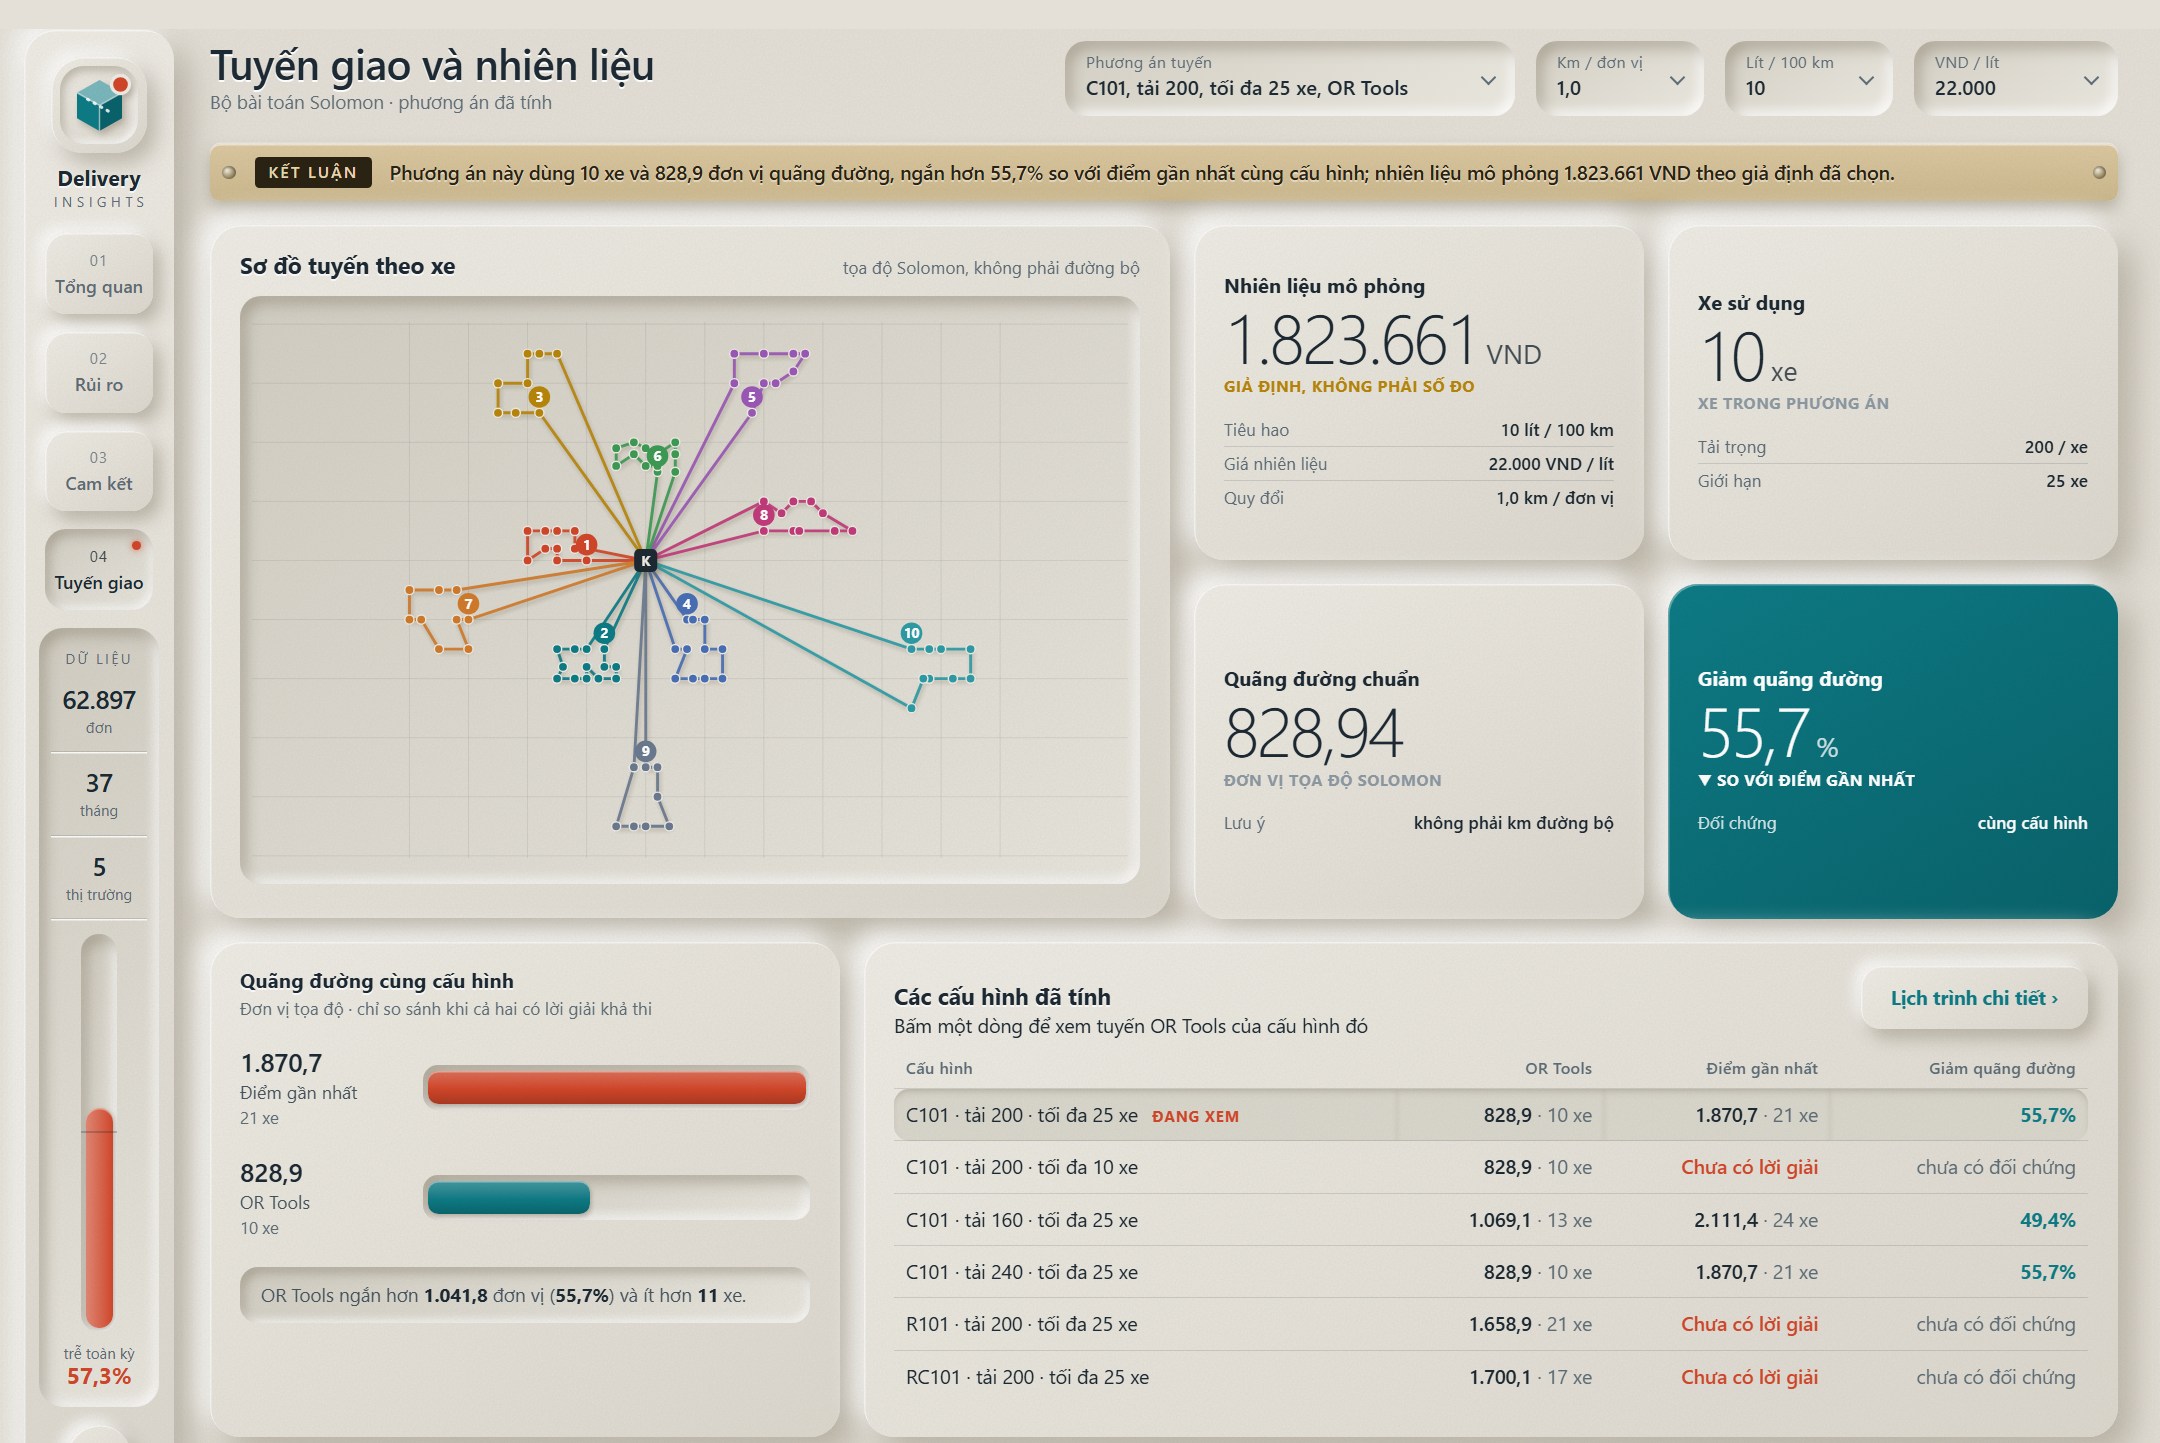 Delivery
INSIGHTS
01
Tổng quan
02
Rủi ro
03
Cam kết
04
Tuyến giao
DỮ LIỆU
62.897
đơn
37
tháng
5
thị trường
trễ toàn kỳ
57,3%
Tuyến giao và nhiên liệu
Bộ bài toán Solomon · phương án đã tính
Phương án tuyến
C101, tải 200, tối đa 25 xe, OR Tools
Km / đơn vị
1,0
Lít / 100 km
10
VND / lít
22.000
KẾT LUẬN Phương án này dùng 10 xe và 828,9 đơn vị quãng đường, ngắn hơn 55,7% so với điểm gần nhất cùng cấu hình; nhiên liệu mô phỏng 1.823.661 VND theo giả định đã chọn.
Sơ đồ tuyến theo xe
tọa độ Solomon, không phải đường bộ
3
5
6
8
1
K
7
4
2
10
9
Nhiên liệu mô phỏng
1.823.661 VND
GIẢ ĐỊNH, KHÔNG PHẢI SỐ ĐO
Tiêu hao 10 lít / 100 km
Giá nhiên liệu 22.000 VND / lít
Quy đổi 1,0 km / đơn vị
Xe sử dụng
10 xe
XE TRONG PHƯƠNG ÁN
Tải trọng 200 / xe
Giới hạn 25 xe
Quãng đường chuẩn
828,94
ĐƠN VỊ TỌA ĐỘ SOLOMON
Lưu ý không phải km đường bộ
Giảm quãng đường
55,7 %
▼ SO VỚI ĐIỂM GẦN NHẤT
Đối chứng cùng cấu hình
Quãng đường cùng cấu hình
Đơn vị tọa độ · chỉ so sánh khi cả hai có lời giải khả thi
1.870,7
Điểm gần nhất
21 xe
828,9
OR Tools
10 xe
OR Tools ngắn hơn 1.041,8 đơn vị (55,7%) và ít hơn 11 xe.
Các cấu hình đã tính
Bấm một dòng để xem tuyến OR Tools của cấu hình đó
Lịch trình chi tiết ›
Cấu hình OR Tools Điểm gần nhất Giảm quãng đường
C101 · tải 200 · tối đa 25 xe ĐANG XEM 828,9 · 10 xe 1.870,7 · 21 xe 55,7%
C101 · tải 200 · tối đa 10 xe 828,9 · 10 xe Chưa có lời giải chưa có đối chứng
C101 · tải 160 · tối đa 25 xe 1.069,1 · 13 xe 2.111,4 · 24 xe 49,4%
C101 · tải 240 · tối đa 25 xe 828,9 · 10 xe 1.870,7 · 21 xe 55,7%
R101 · tải 200 · tối đa 25 xe 1.658,9 · 21 xe Chưa có lời giải chưa có đối chứng
RC101 · tải 200 · tối đa 25 xe 1.700,1 · 17 xe Chưa có lời giải chưa có đối chứng